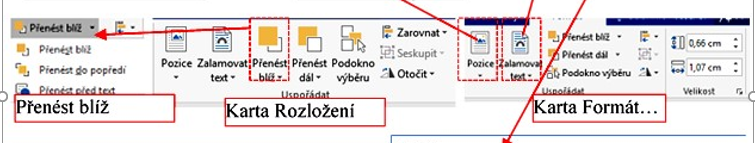 Přenést blíž
Přenést blíž
Přenést do popředí
Přenést před text
Přenést blíž
Pozice
Zalamovat text
Přenést blíž
Přenést dál
Podokno výběru
Zarovnat
Seskupit
Otočit
Uspořádat
Karta Rozložení
Pozice
Zalamovat text
Přenést blíž
Přenést dál
Podokno výběru
Uspořádat
0,66 cm
1,07 cm
Velikost
Karta Formát…